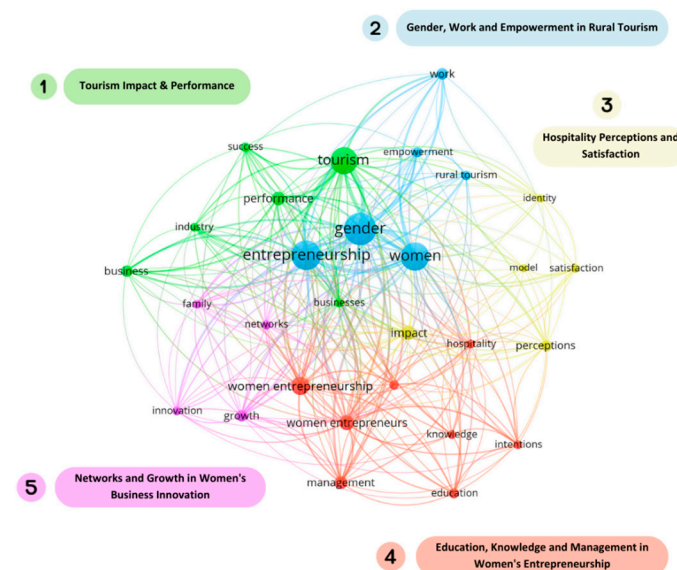 2
Gender, Work and Empowerment in Rural Tourism
work
1
Tourism Impact & Performance
3
Hospitality Perceptions and
Satisfaction
success
tourism
empowerment
rural tourism
performance
identity
industry
gender
entrepreneurship
women
business
model
satisfaction
family
businesses
networks
impact
hospitality
perceptions
women entrepreneurship
innovation
growth
women entrepreneurs
knowledge
intentions
management
education
5
Networks and Growth in Women's
Business Innovation
4
Education, Knowledge and Management in
Women's Entrepreneurship